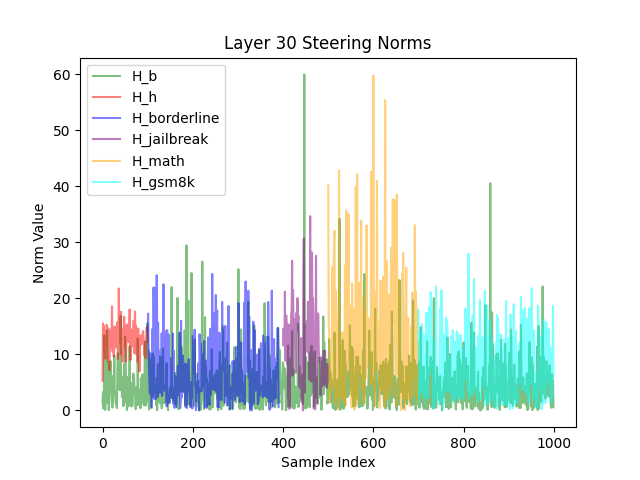 Layer 30 Steering Norms
H_b
H_h
H_borderline
H_jailbreak
H_math
H_gsm8k
60
50
40
30
20
10
0
Norm Value
0 200 400 600 800 1000
Sample Index